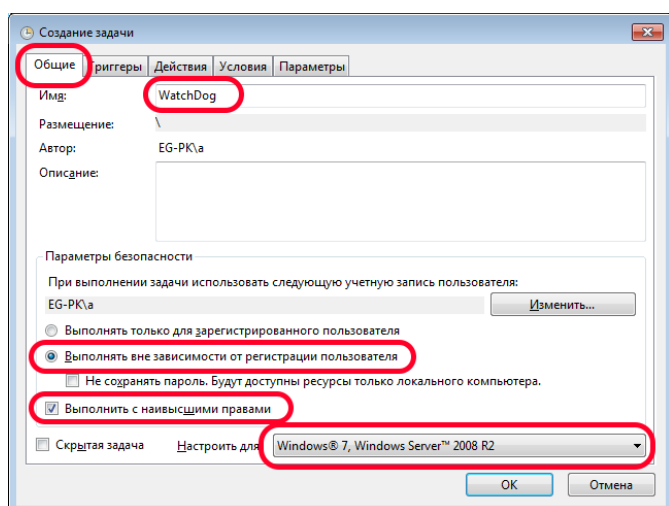 Создание задачи
Общие Триггеры Действия Условия Параметры
Имя: WatchDog
Размещение: \
Автор: EG-PK\a
Описание:
Параметры безопасности
При выполнении задачи использовать следующую учетную запись пользователя:
EG-PK\a Изменить...
Выполнять только для зарегистрированного пользователя
Выполнять вне зависимости от регистрации пользователя
Не сохранять пароль. Будут доступны ресурсы только локального компьютера.
Выполнить с наивысшими правами
Скрытая задача Настроить для Windows® 7, Windows Server™ 2008 R2
OK Отмена